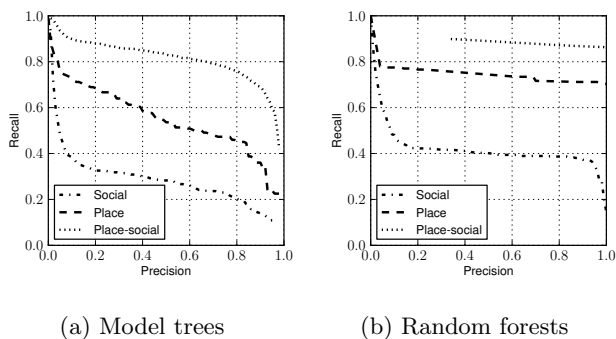 1.0
0.8
0.6
0.4
0.2
0.0
Recall
0.0 0.2 0.4 0.6 0.8 1.0
Precision
Social
Place
Place-social
(a) Model trees
1.0
0.8
0.6
0.4
0.2
0.0
Recall
0.0 0.2 0.4 0.6 0.8 1.0
Precision
Social
Place
Place-social
(b) Random forests